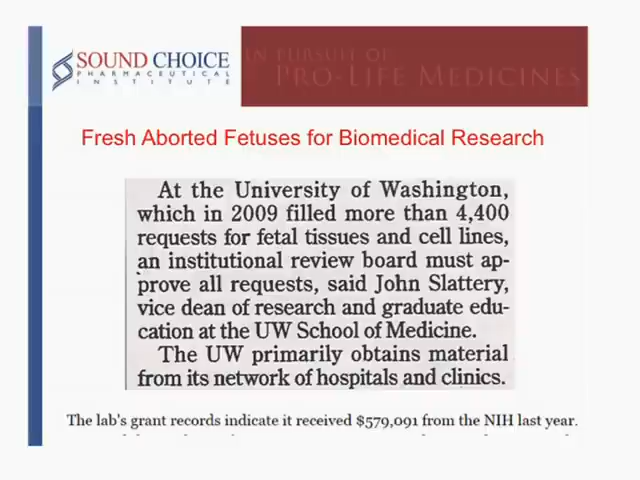 SOUND CHOICE
PHARMACEUTICAL
INSTITUTE
IN PURSUIT OF
PRO-LIFE MEDICINES
Fresh Aborted Fetuses for Biomedical Research
At the University of Washington,
which in 2009 filled more than 4,400
requests for fetal tissues and cell lines,
an institutional review board must ap-
prove all requests, said John Slattery,
vice dean of research and graduate edu-
cation at the UW School of Medicine.
The UW primarily obtains material
from its network of hospitals and clinics.
The lab's grant records indicate it received $579,091 from the NIH last year.